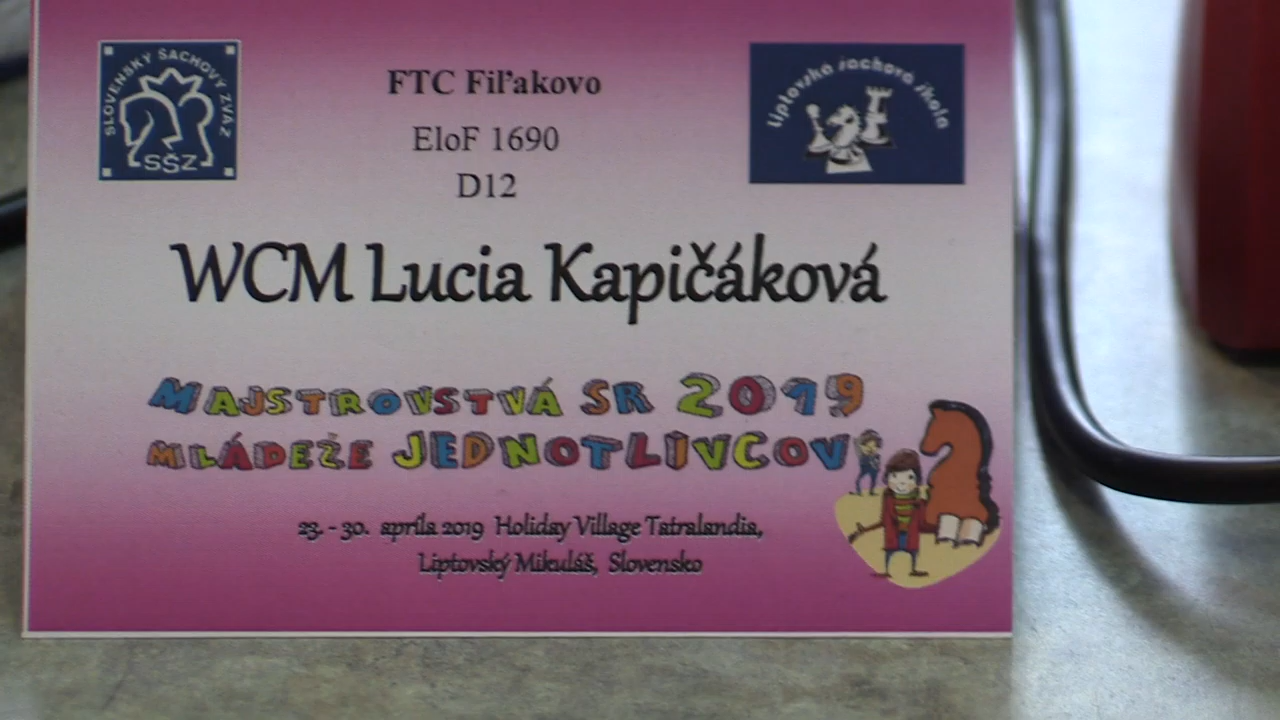 SLOVENSKÝ ŠACHOVÝ ZVÄZ
SŠZ
FTC Fiľakovo
EloF 1690
D12
liptovská šachová škola
WCM Lucia Kapičáková
MAJSTROVSTVÁ SR 2019
MLÁDEŽE JEDNOTLIVCOV
23. - 30. apríla 2019 Holiday Village Tatralandia,
Liptovský Mikuláš, Slovensko